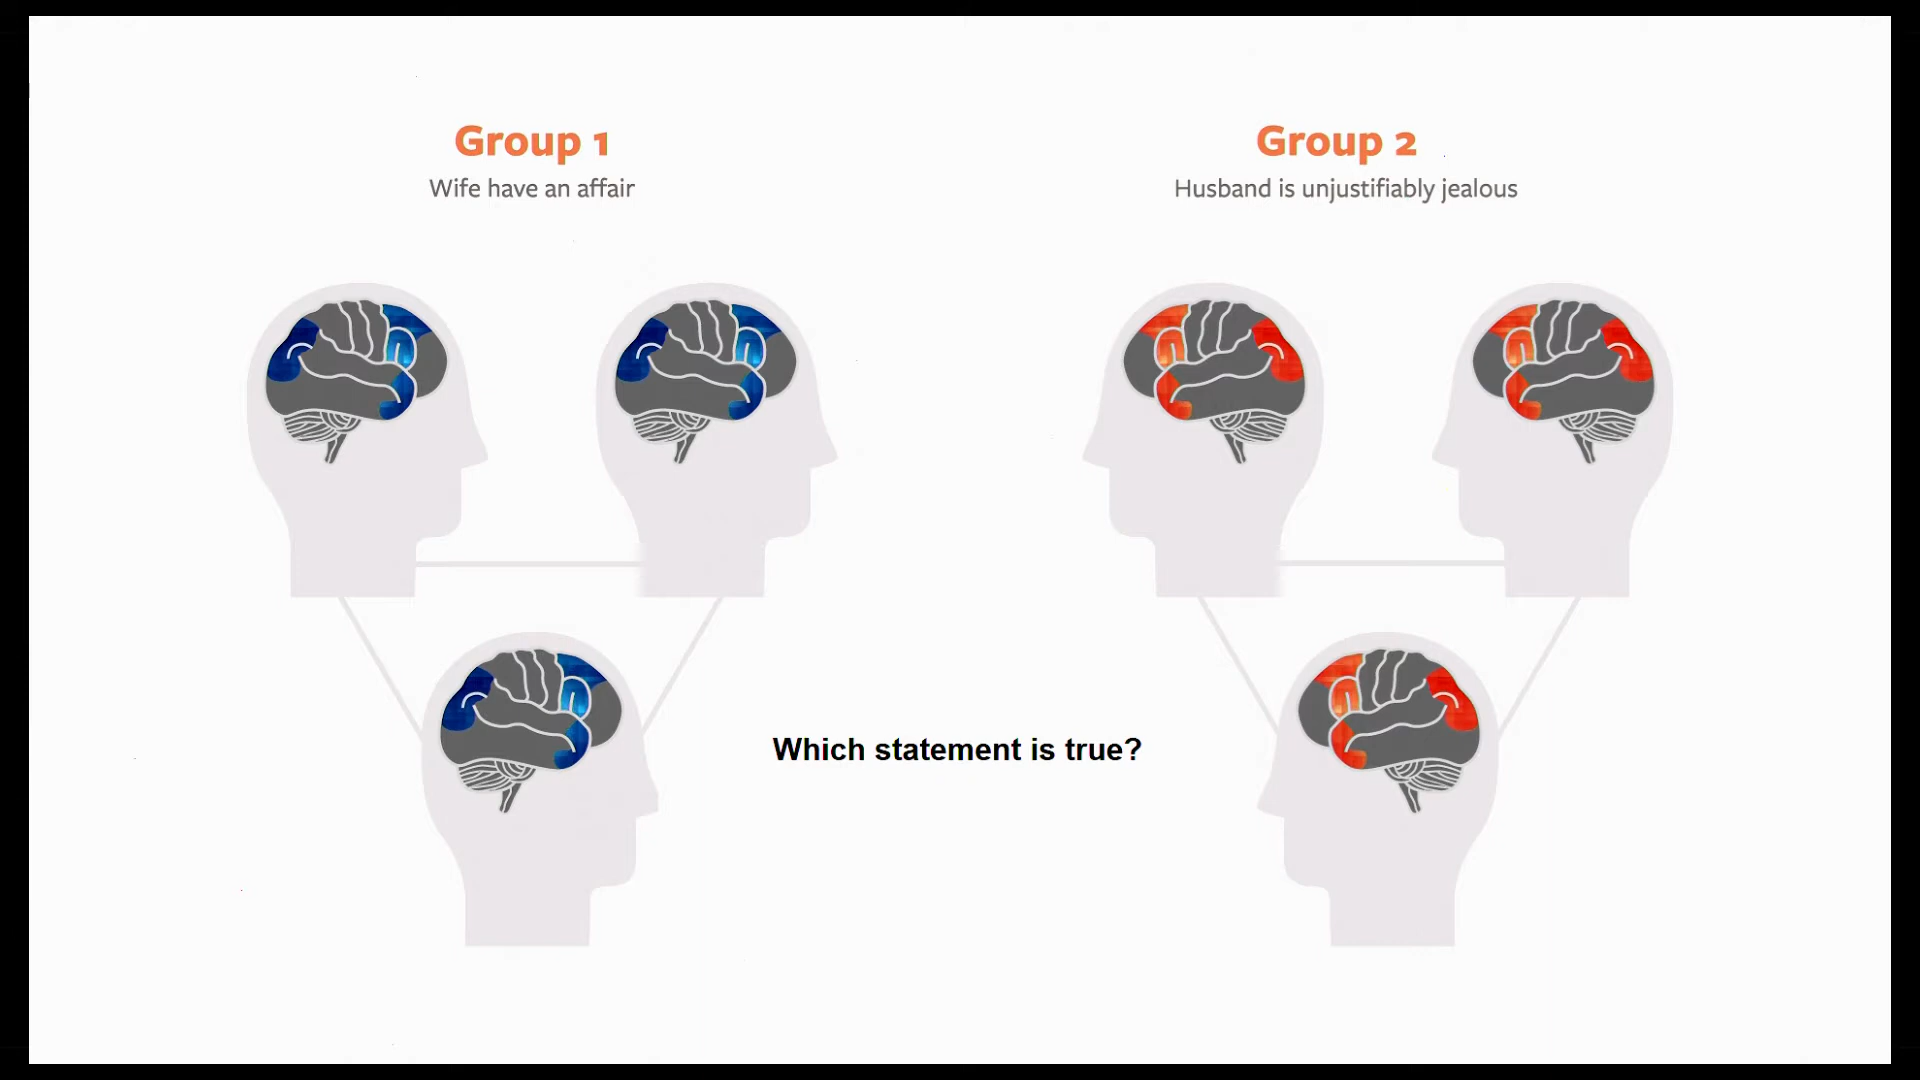 Group 1
Wife have an affair
Group 2
Husband is unjustifiably jealous
Which statement is true?